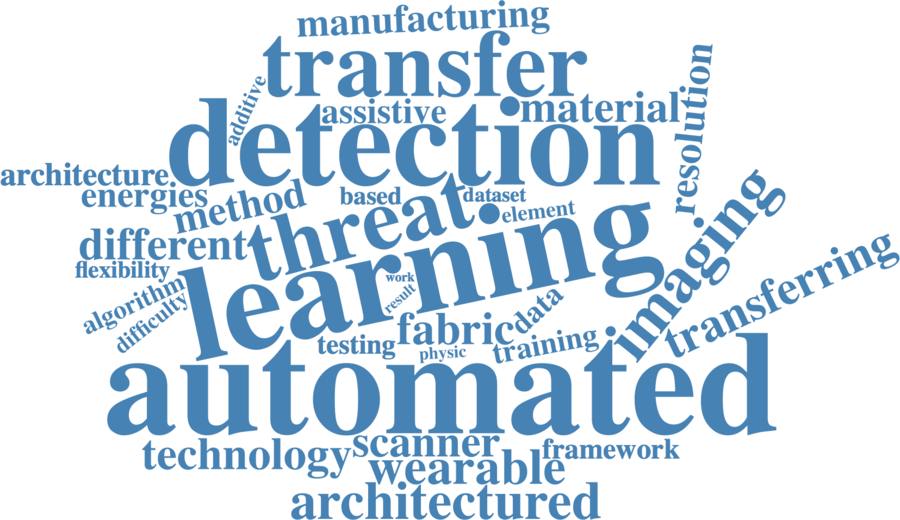 manufacturing
transfer
additive
assistive
material
resolution
detection
architecture
energies
method
based
dataset
element
threat
different
flexibility
learning
imaging
algorithm
difficulty
work
result
data
transferring
fabric
testing
physic
training
automated
technology
scanner
framework
wearable
architectured